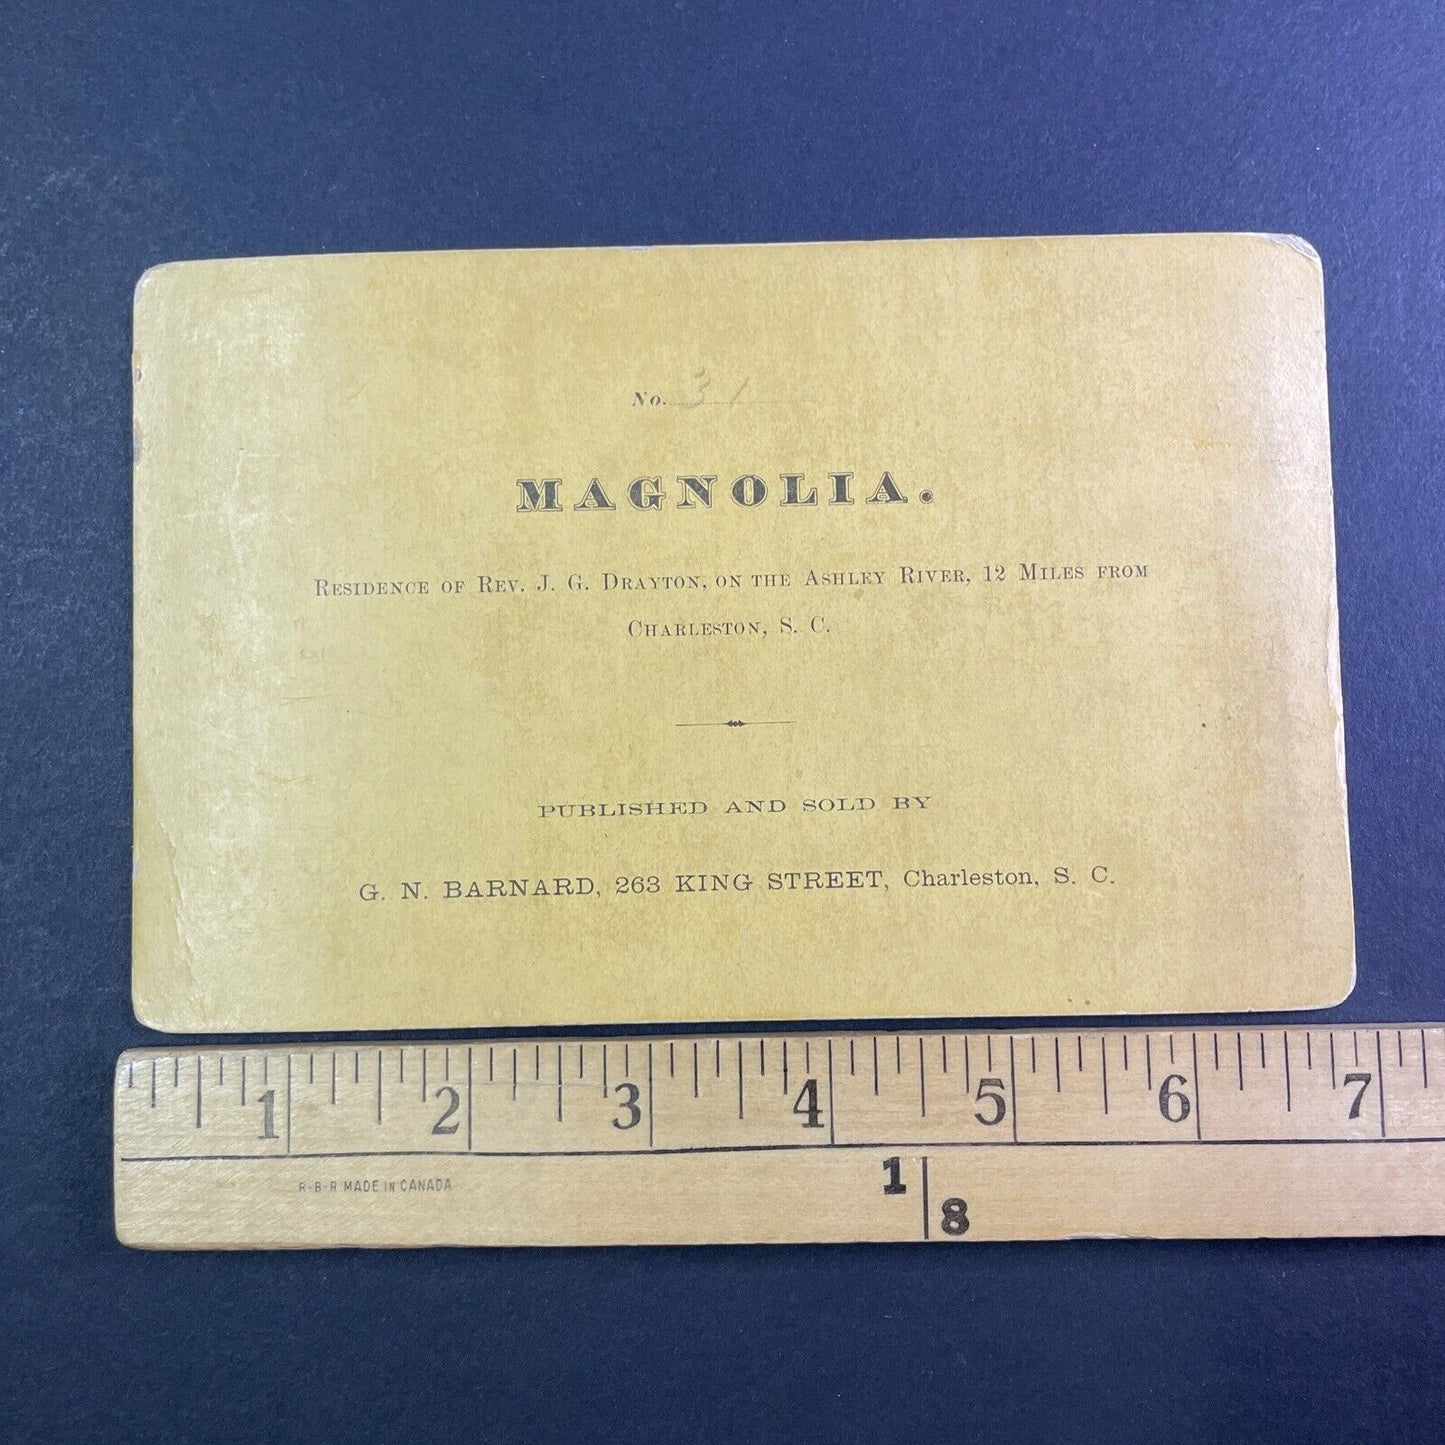 No. 31
MAGNOLIA.
RESIDENCE OF REV. J. G. DRAYTON, ON THE ASHLEY RIVER, 12 MILES FROM
CHARLESTON, S. C.
PUBLISHED AND SOLD BY
G. N. BARNARD, 263 KING STREET, Charleston, S. C.
1 2 3 4 5 6 7
R-B-R MADE IN CANADA
1
8